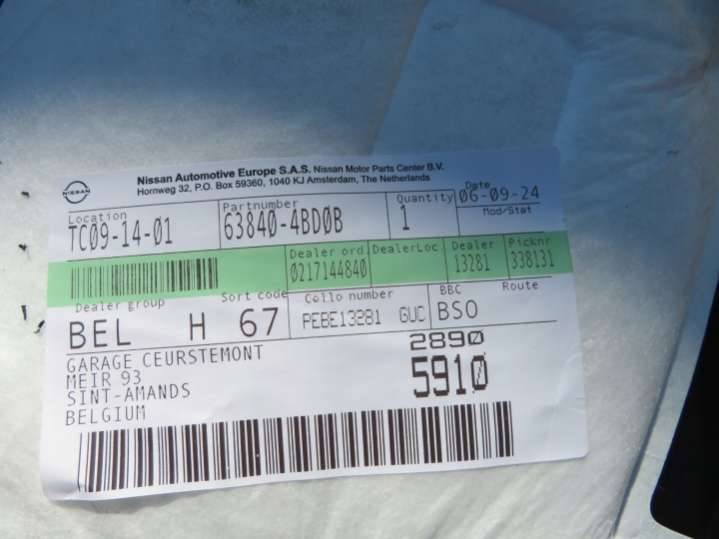 Nissan Automotive Europe S.A.S. Nissan Motor Parts Center B.V.
Hornweg 32, P.O. Box 59360, 1040 KJ Amsterdam, The Netherlands
NISSAN
Location Partnumber Quantity Date
TC09-14-01 63840-4BD0B 1 06-09-24
Mod/Stat
Dealer ord. DealerLoc Dealer Picknr
0217144840 13281 338131
Dealer group Sort code Collo number BBC Route
BEL H 67 PEBE13281 GUC BSO
GARAGE CEURSTEMONT 2890
MEIR 93 5910
SINT-AMANDS
BELGIUM